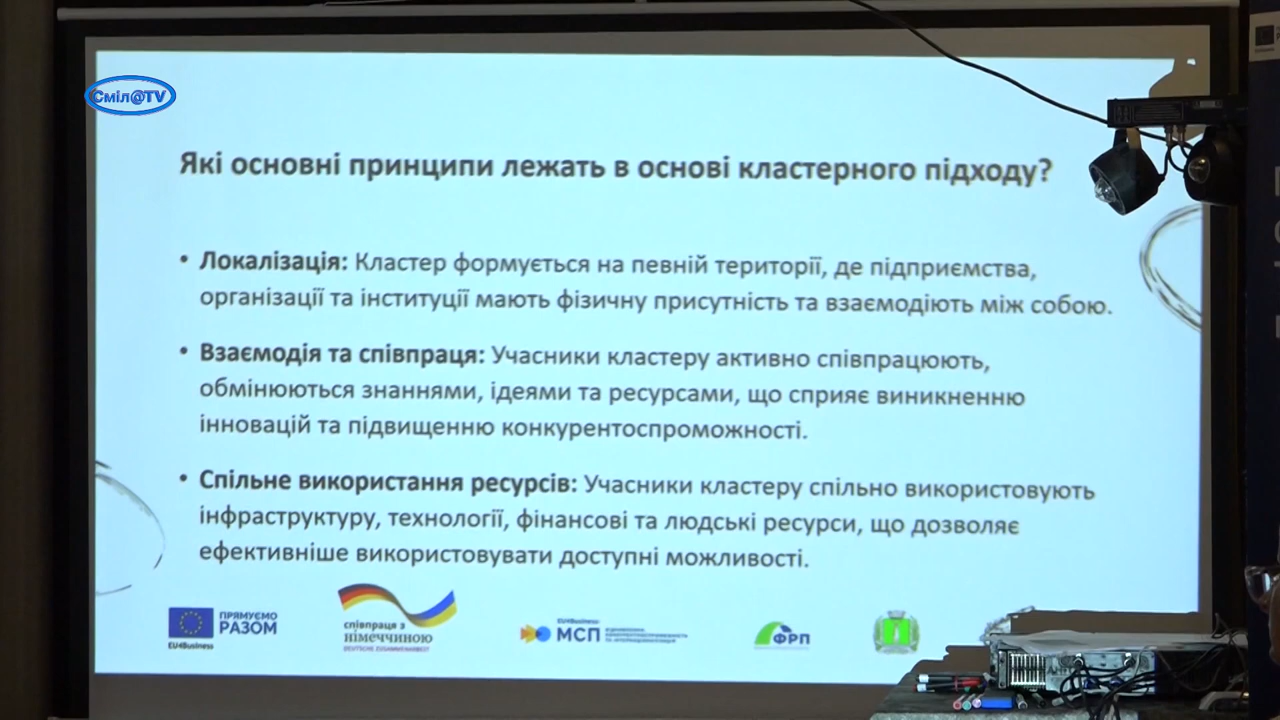 Сміл@TV
Які основні принципи лежать в основі кластерного підходу?
• Локалізація: Кластер формується на певній території, де підприємства,
організації та інституції мають фізичну присутність та взаємодіють між собою.
• Взаємодія та співпраця: Учасники кластеру активно співпрацюють,
обмінюються знаннями, ідеями та ресурсами, що сприяє виникненню
інновацій та підвищенню конкурентоспроможності.
• Спільне використання ресурсів: Учасники кластеру спільно використовують
інфраструктуру, технології, фінансові та людські ресурси, що дозволяє
ефективніше використовувати доступні можливості.
ПРЯМУЄМО
РАЗОМ
EU4Business
співпраця з
НІМЕЧЧИНОЮ
EU4Business:
МСП
ФРП